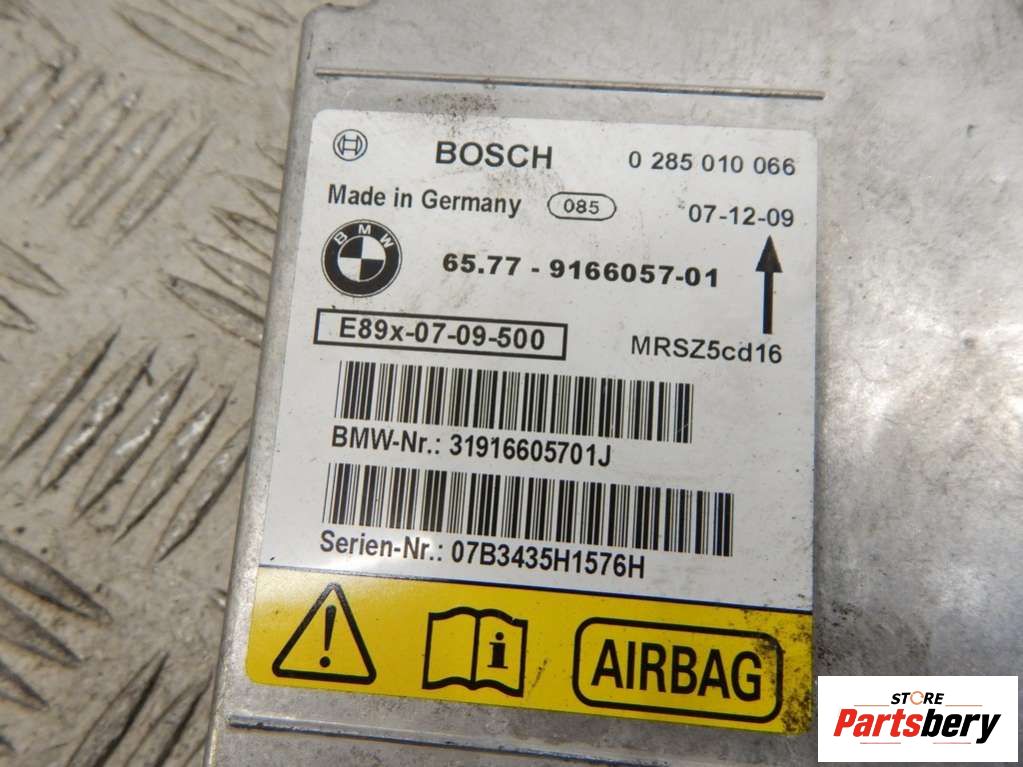 BOSCH 0 285 010 066
Made in Germany 085 07-12-09
BMW 65.77 - 9166057-01
E89x-07-09-500 MRSZ5cd16
BMW-Nr.: 31916605701J
Serien-Nr.: 07B3435H1576H
! i AIRBAG
STORE
Partsbery